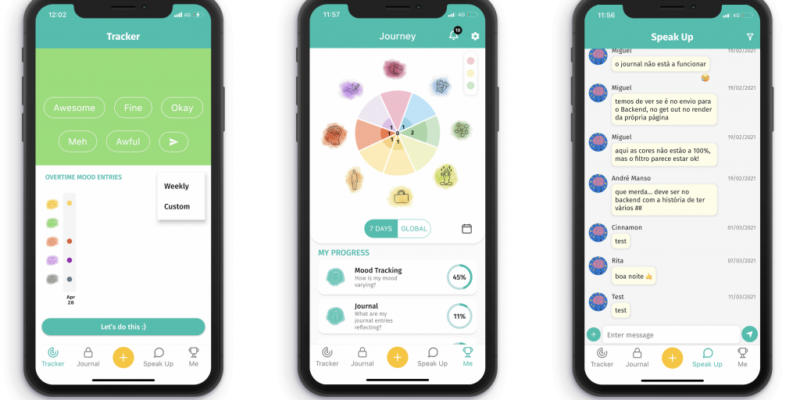 12:02
4G
Tracker
Awesome
Fine
Okay
Meh
Awful
OVERTIME MOOD ENTRIES
Weekly
Custom
Apr
28
Let's do this :)
Tracker
Journal
+
Speak Up
Me
11:57
4G
Journey
7 DAYS
GLOBAL
MY PROGRESS
Mood Tracking
How is my mood
varying?
45%
Journal
What are my
journal entries
reflecting?
11%
Tracker
Journal
+
Speak Up
Me
11:56
4G
Speak Up
Miguel
19/02/2021
o journal não está a funcionar
Miguel
19/02/2021
temos de ver se é no envio para
o Backend, no get out no render
da própria página
Miguel
19/02/2021
aqui as cores não estão a 100%,
mas o filtro parece estar ok!
André Manso
19/02/2021
que merda... deve ser no
backend com a história de ter
vários ##
Cinnamon
01/03/2021
test
Rita
07/03/2021
boa noite 👍
Test
11/03/2021
test
+
Enter message
Tracker
Journal
+
Speak Up
Me